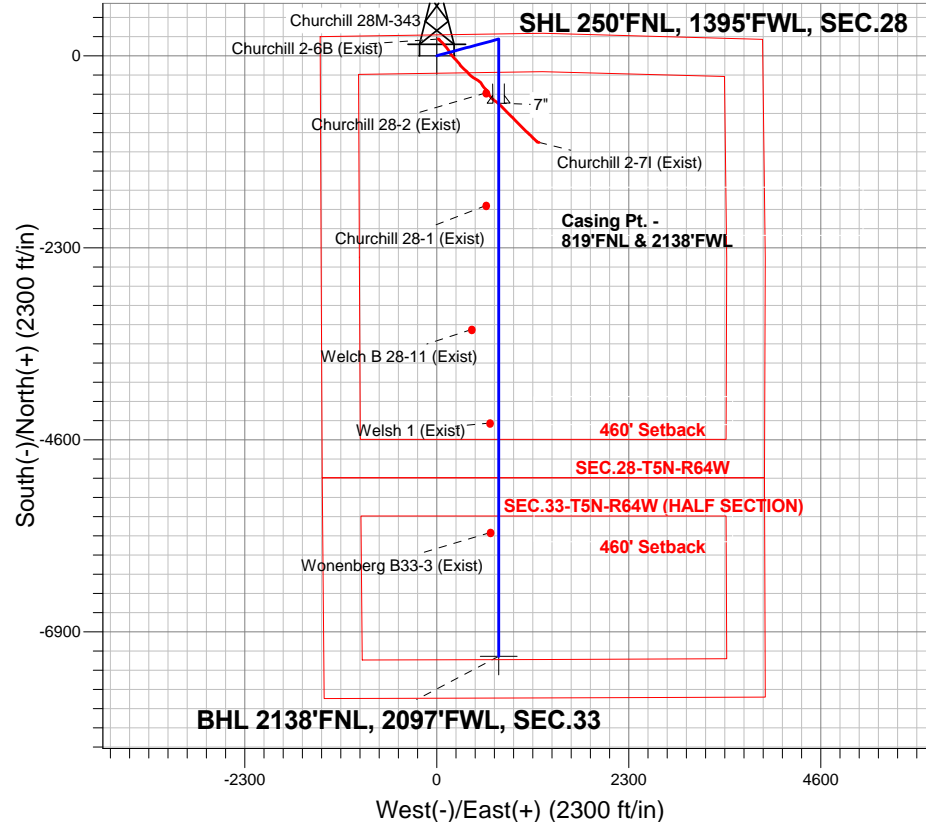 Churchill 28M-343
SHL 250'FNL, 1395'FWL, SEC.28
Churchill 2-6B (Exist)
0
7"
Churchill 28-2 (Exist)
Churchill 2-7I (Exist)
Casing Pt. -
819'FNL & 2138'FWL
Churchill 28-1 (Exist)
-2300
Welch B 28-11 (Exist)
Welsh 1 (Exist)
460' Setback
-4600
SEC.28-T5N-R64W
SEC.33-T5N-R64W (HALF SECTION)
460' Setback
Wonenberg B33-3 (Exist)
-6900
BHL 2138'FNL, 2097'FWL, SEC.33
South(-)/North(+) (2300 ft/in)
-2300
0
2300
4600
West(-)/East(+) (2300 ft/in)